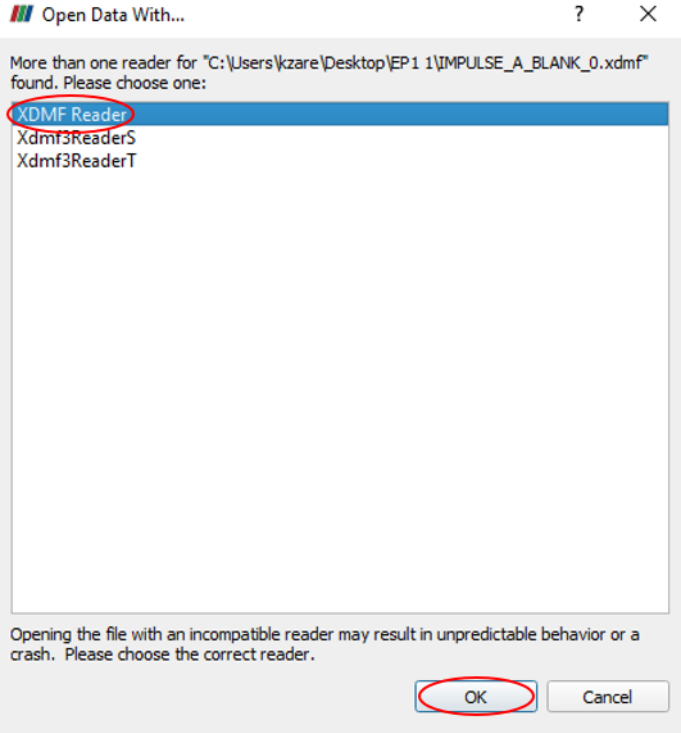 Open Data With...
?
More than one reader for "C:\Users\kzare\Desktop\EP1 1\IMPULSE_A_BLANK_0.xdmf"
found. Please choose one:
XDMF Reader
Xdmf3ReaderS
Xdmf3ReaderT
Opening the file with an incompatible reader may result in unpredictable behavior or a
crash.  Please choose the correct reader.
OK
Cancel